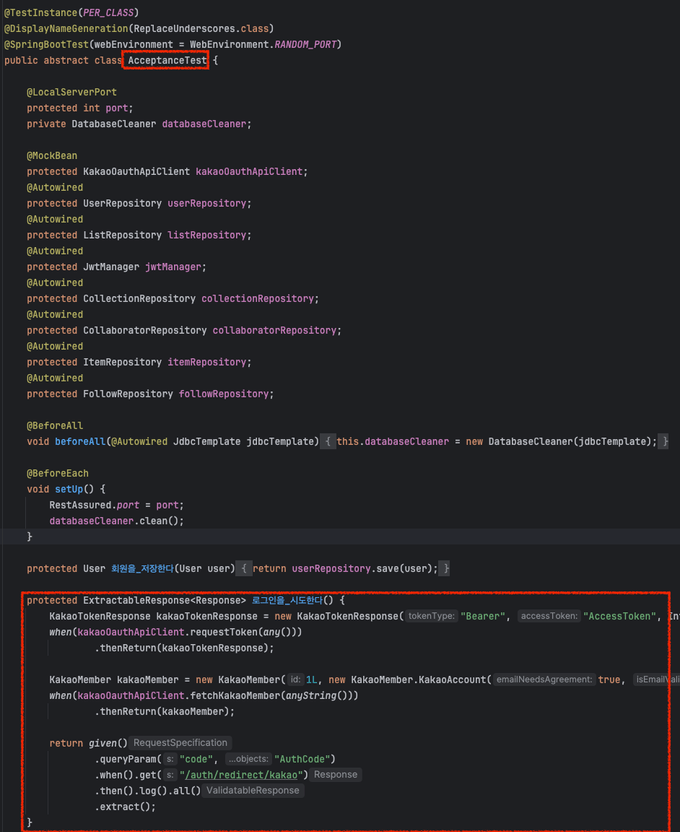 @TestInstance(PER_CLASS)
@DisplayNameGeneration(ReplaceUnderscores.class)
@SpringBootTest(webEnvironment = WebEnvironment.RANDOM_PORT)
public abstract class AcceptanceTest {
@LocalServerPort
protected int port;
private DatabaseCleaner databaseCleaner;
@MockBean
protected KakaoOauthApiClient kakaoOauthApiClient;
@Autowired
protected UserRepository userRepository;
@Autowired
protected ListRepository listRepository;
@Autowired
protected JwtManager jwtManager;
@Autowired
protected CollectionRepository collectionRepository;
@Autowired
protected CollaboratorRepository collaboratorRepository;
@Autowired
protected ItemRepository itemRepository;
@Autowired
protected FollowRepository followRepository;
@BeforeAll
void beforeAll(@Autowired JdbcTemplate jdbcTemplate) { this.databaseCleaner = new DatabaseCleaner(jdbcTemplate); }
@BeforeEach
void setUp() {
RestAssured.port = port;
databaseCleaner.clean();
}
protected User 회원을_저장한다(User user) { return userRepository.save(user); }
protected ExtractableResponse<Response> 로그인을_시도한다() {
KakaoTokenResponse kakaoTokenResponse = new KakaoTokenResponse( tokenType: "Bearer", accessToken: "AccessToken", In
when(kakaoOauthApiClient.requestToken(any()))
.thenReturn(kakaoTokenResponse);
KakaoMember kakaoMember = new KakaoMember( id: 1L, new KakaoMember.KakaoAccount( emailNeedsAgreement: true, isEmailVali
when(kakaoOauthApiClient.fetchKakaoMember(anyString()))
.thenReturn(kakaoMember);
return given() RequestSpecification
.queryParam( s: "code", ...objects: "AuthCode")
.when().get( s: "/auth/redirect/kakao") Response
.then().log().all() ValidatableResponse
.extract();
}